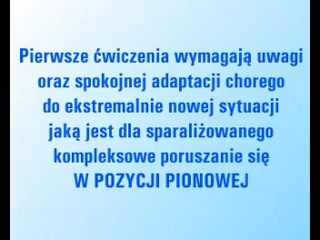 Pierwsze ćwiczenia wymagają uwagi
oraz spokojnej adaptacji chorego
do ekstremalnie nowej sytuacji
jaką jest dla sparaliżowanego
kompleksowe poruszanie się
W POZYCJI PIONOWEJ